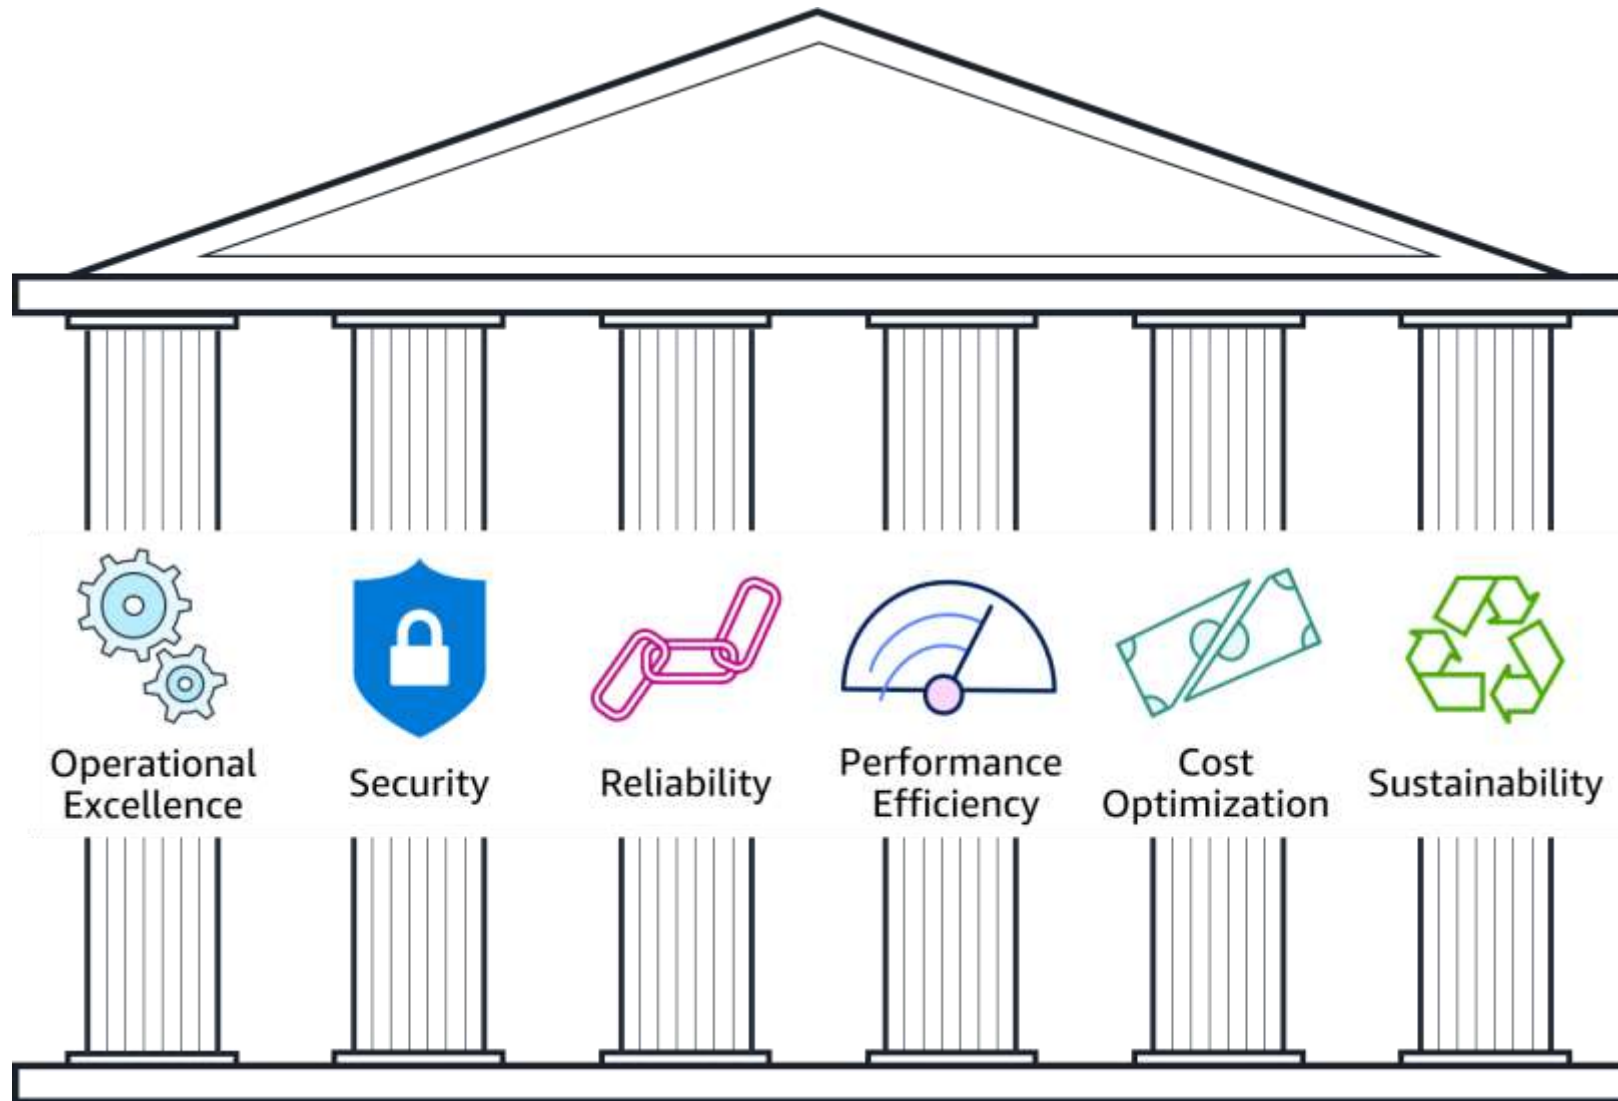 Operational
Excellence
Security
Reliability
Performance
Efficiency
Cost
Optimization
Sustainability